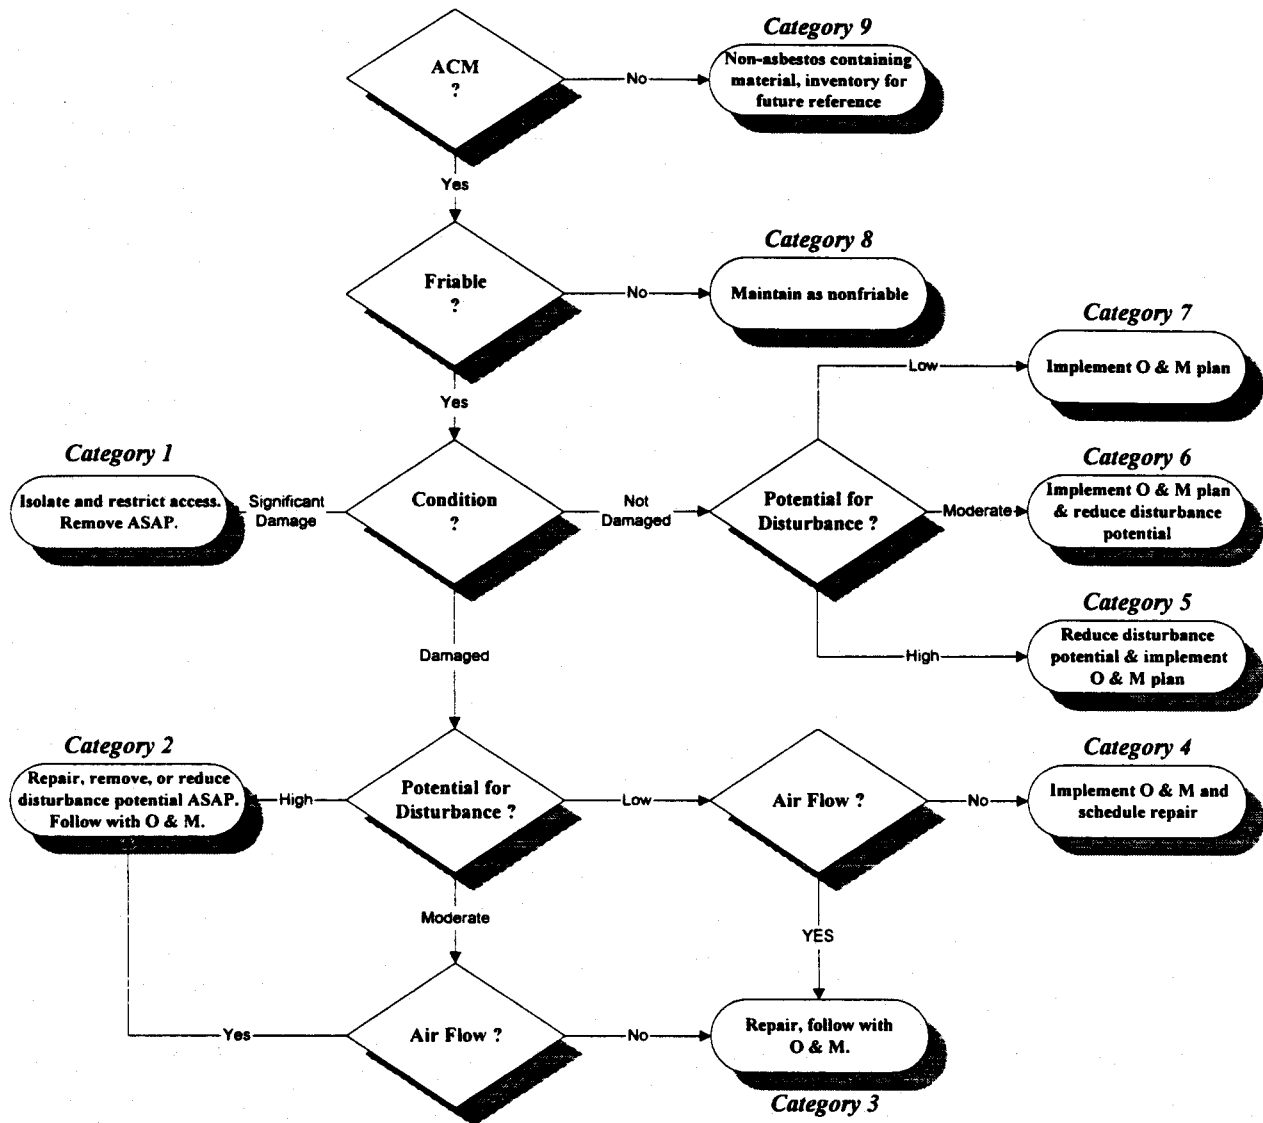 Category 9
ACM
?
No
Non-asbestos containing
material, inventory for
future reference
Yes
Category 8
Friable
?
No
Maintain as nonfriable
Category 7
Low
Implement O & M plan
Yes
Category 1
Isolate and restrict access.
Remove ASAP.
Significant
Damage
Condition
?
Not
Damaged
Potential for
Disturbance ?
Category 6
Moderate
Implement O & M plan
& reduce disturbance
potential
Category 5
High
Reduce disturbance
potential & implement
O & M plan
Damaged
Category 2
Repair, remove, or reduce
disturbance potential ASAP.
Follow with O & M.
High
Potential for
Disturbance ?
Low
Air Flow ?
No
Category 4
Implement O & M and
schedule repair
Moderate
YES
Yes
Air Flow ?
No
Repair, follow with
O & M.
Category 3